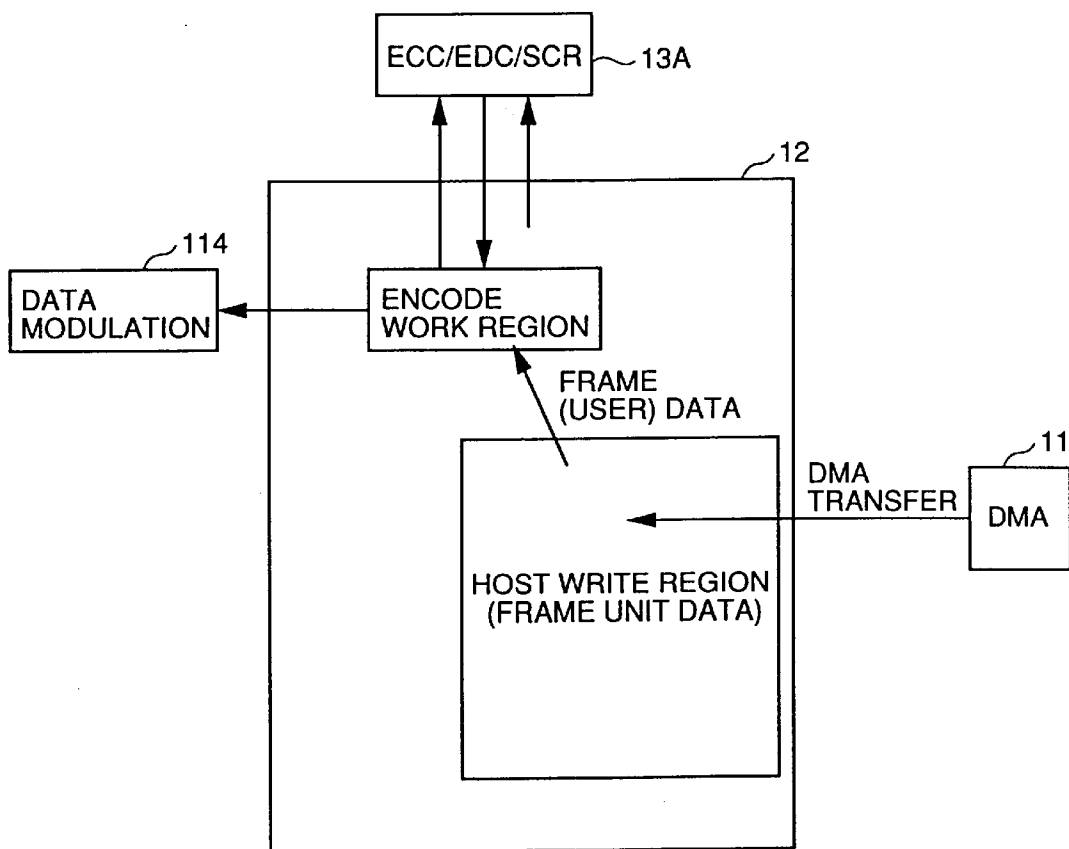 ECC/EDC/SCR
13A
12
114
DATA
MODULATION
ENCODE
WORK REGION
FRAME
(USER) DATA
11
DMA
TRANSFER
DMA
HOST WRITE REGION
(FRAME UNIT DATA)